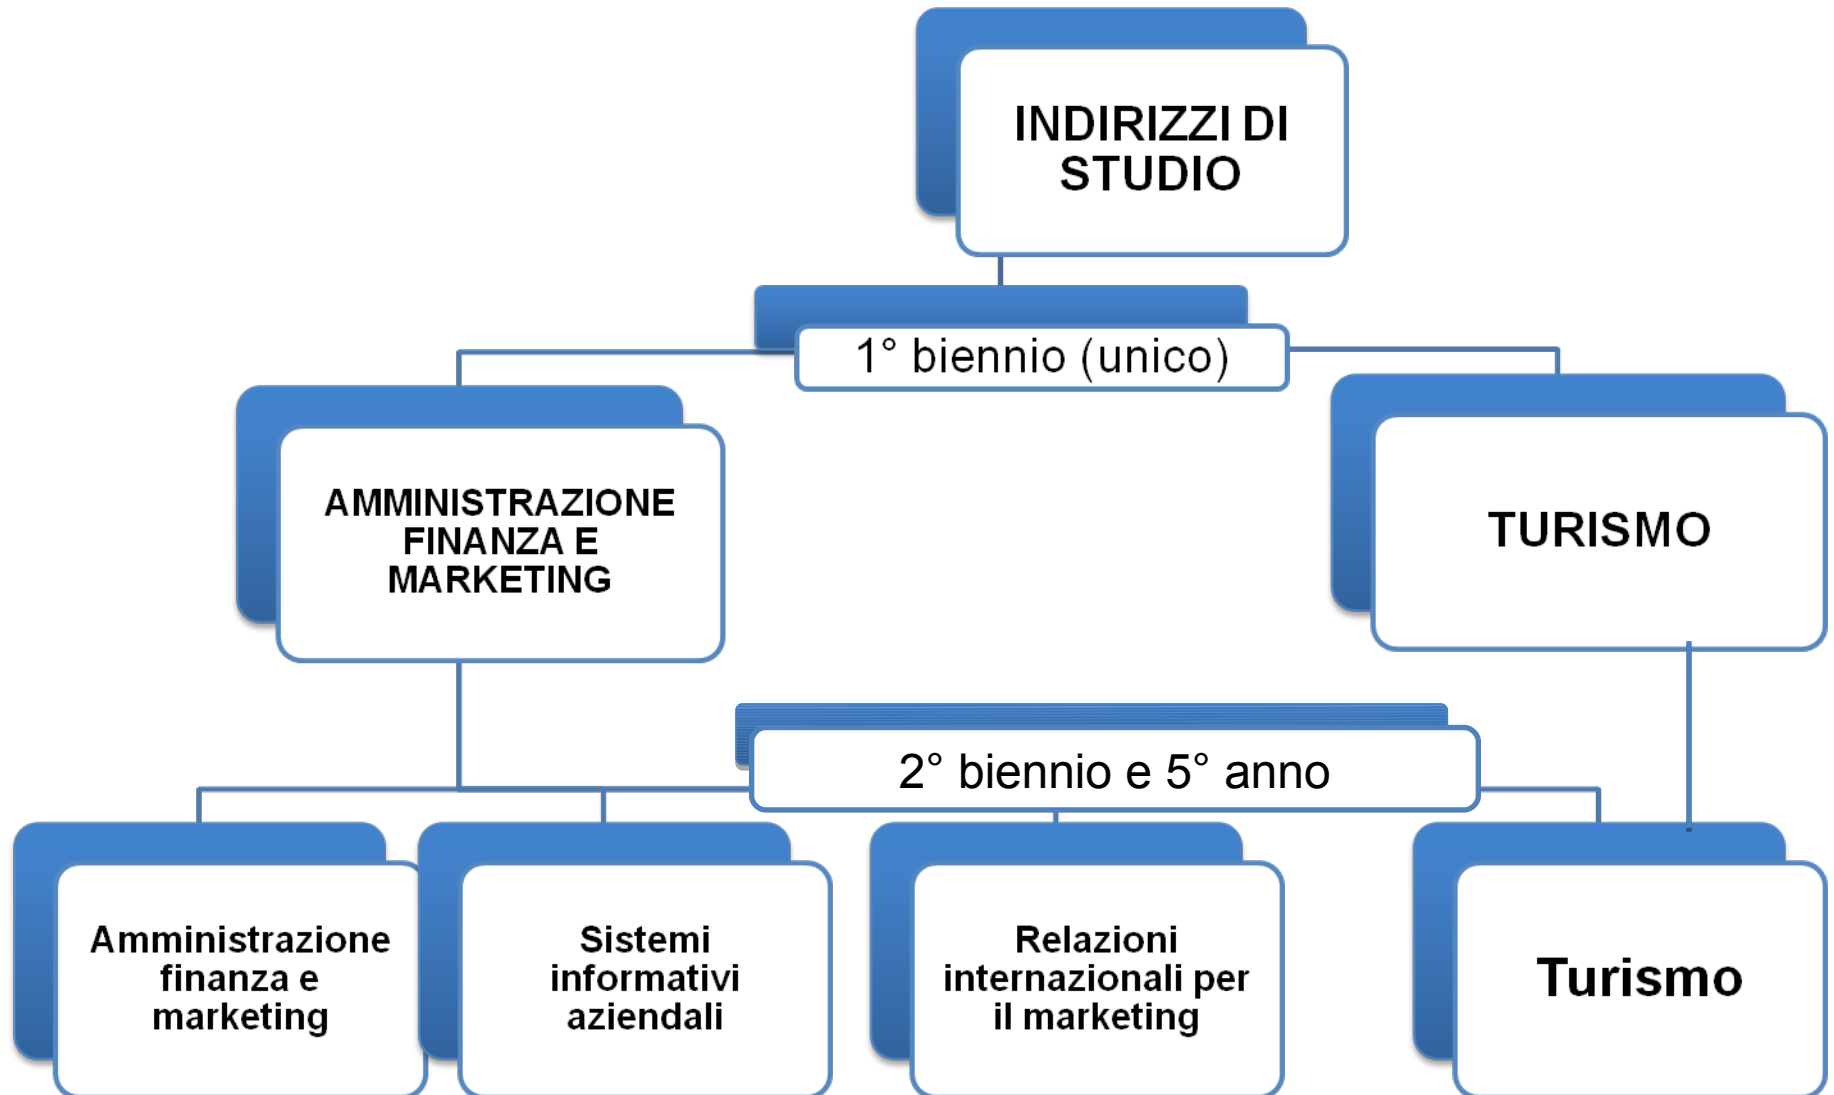 INDIRIZZI DI
STUDIO
1° biennio (unico)
AMMINISTRAZIONE
FINANZA E
MARKETING
TURISMO
2° biennio e 5° anno
Amministrazione
finanza e
marketing
Sistemi
informativi
aziendali
Relazioni
internazionali per
il marketing
Turismo